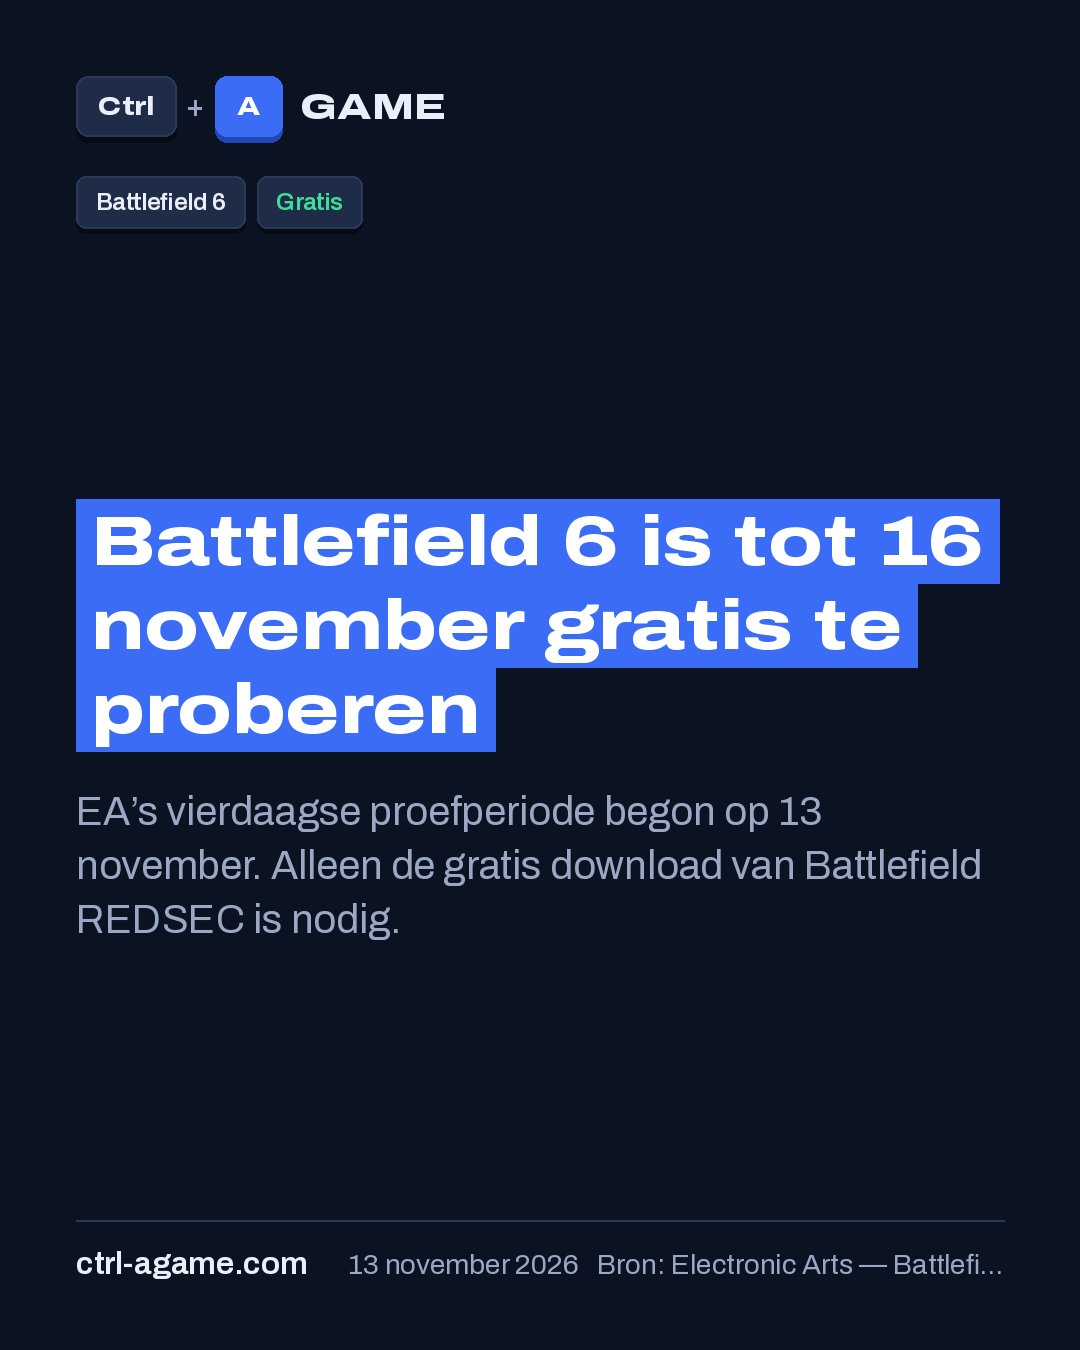 Ctrl + A GAME
Battlefield 6 Gratis
Battlefield 6 is tot 16
november gratis te
proberen
EA’s vierdaagse proefperiode begon op 13
november. Alleen de gratis download van Battlefield
REDSEC is nodig.
ctrl-agame.com 13 november 2026 Bron: Electronic Arts — Battlefi...